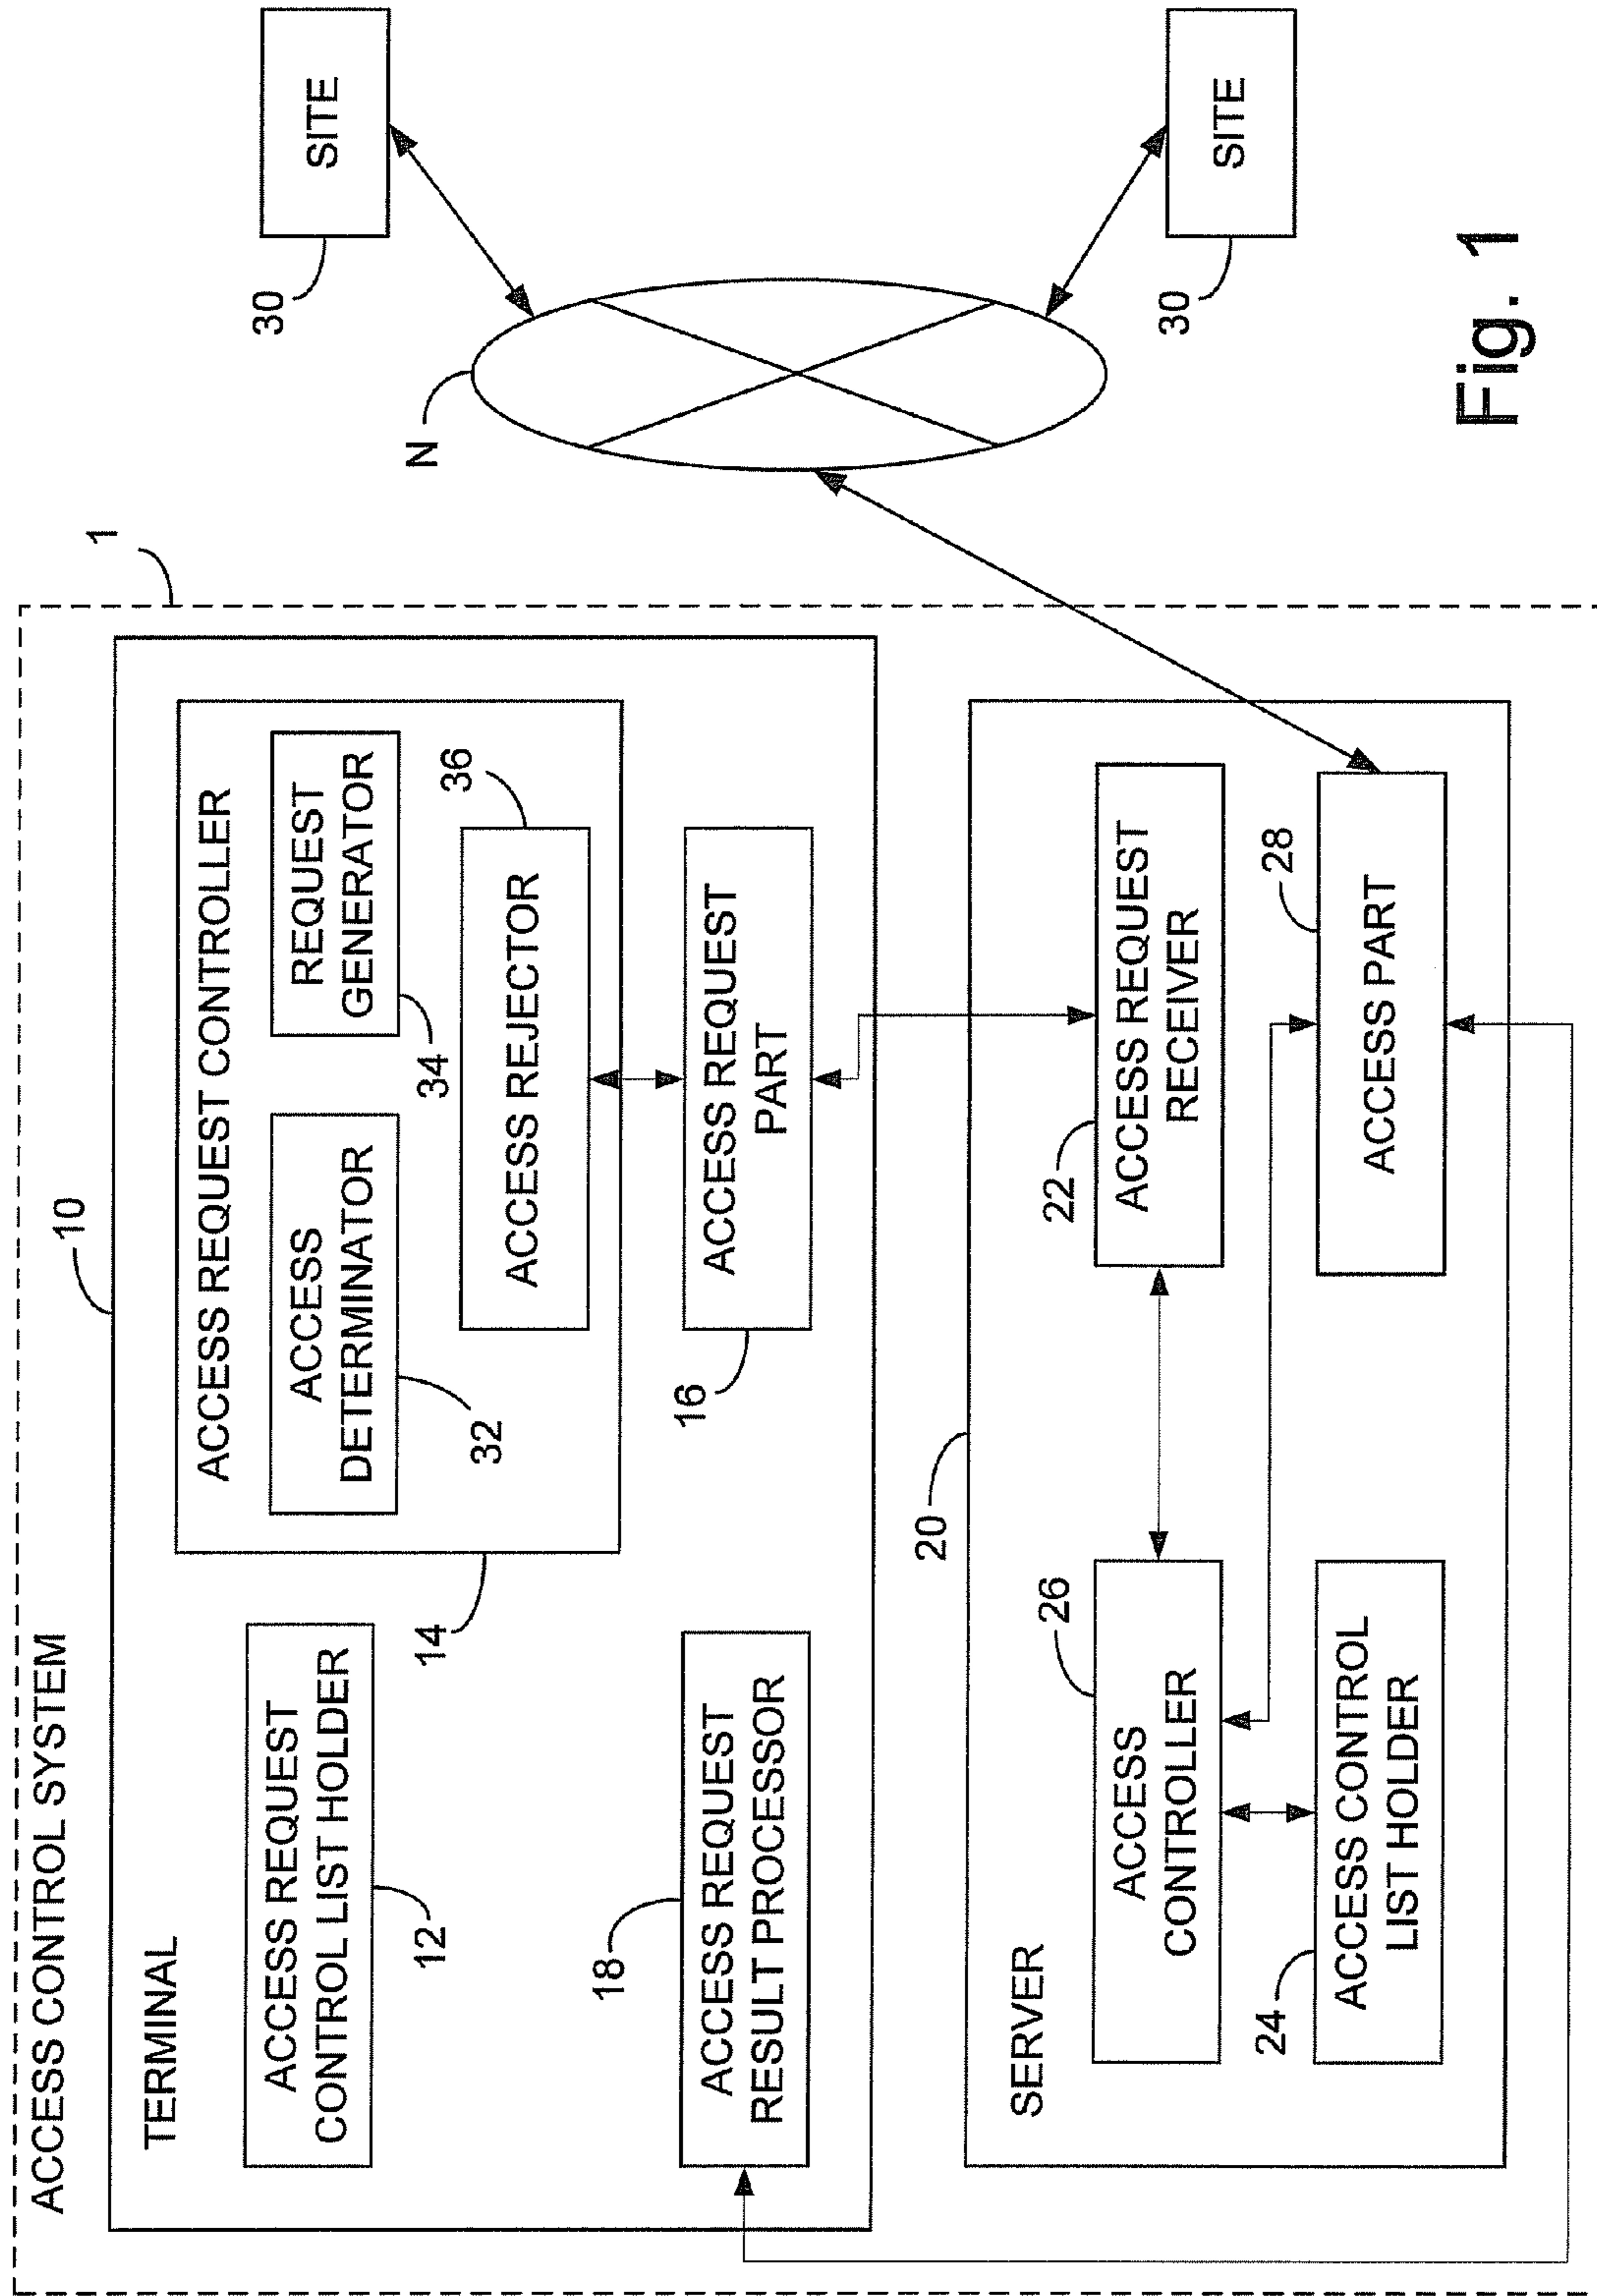 ACCESS CONTROL SYSTEM
1
10
TERMINAL
ACCESS REQUEST CONTROLLER
ACCESS REQUEST
CONTROL LIST HOLDER
12
14
ACCESS
DETERMINATOR
32
REQUEST
GENERATOR
34
ACCESS REJECTOR
36
18
ACCESS REQUEST
RESULT PROCESSOR
16
ACCESS REQUEST
PART
20
SERVER
26
ACCESS
CONTROLLER
22
ACCESS REQUEST
RECEIVER
24
ACCESS CONTROL
LIST HOLDER
28
ACCESS PART
N
30
SITE
30
SITE
Fig. 1